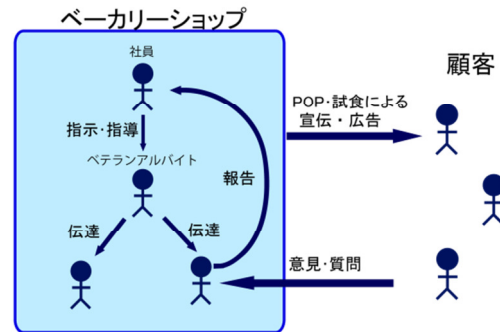 ベーカリーショップ
社員
顧客
POP・試食による
宣伝・広告
指示・指導
ベテランアルバイト
報告
伝達
伝達
意見・質問